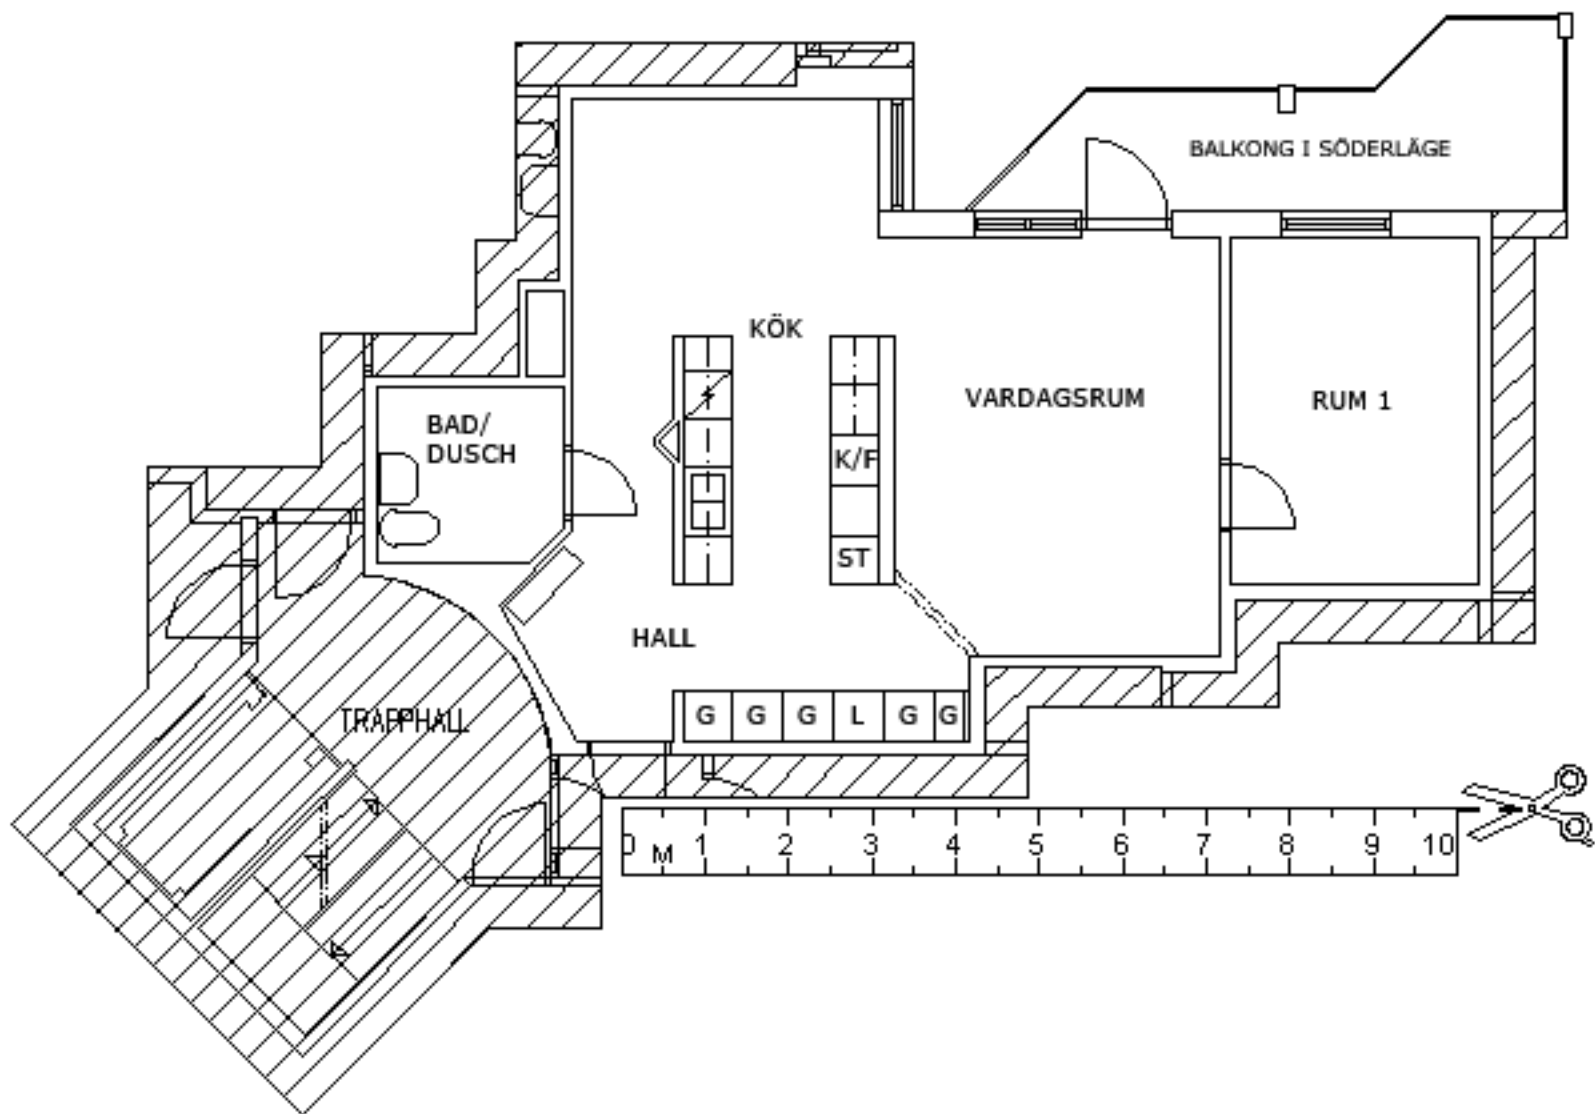 BALKONG I SÖDERLÄGE
KÖK
VARDAGSRUM
RUM 1
BAD/
DUSCH
K/F
ST
HALL
TRAPPHALL
G G G L G G
0 M 1 2 3 4 5 6 7 8 9 10